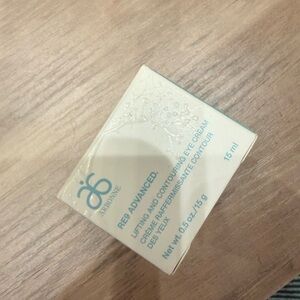 ARBONNE
RE9 ADVANCED.
LIFTING AND CONTOURING EYE CREAM
CRÈME RAFFERMISSANTE CONTOUR
DES YEUX
Net wt. 0.5 oz./15 g
15 ml